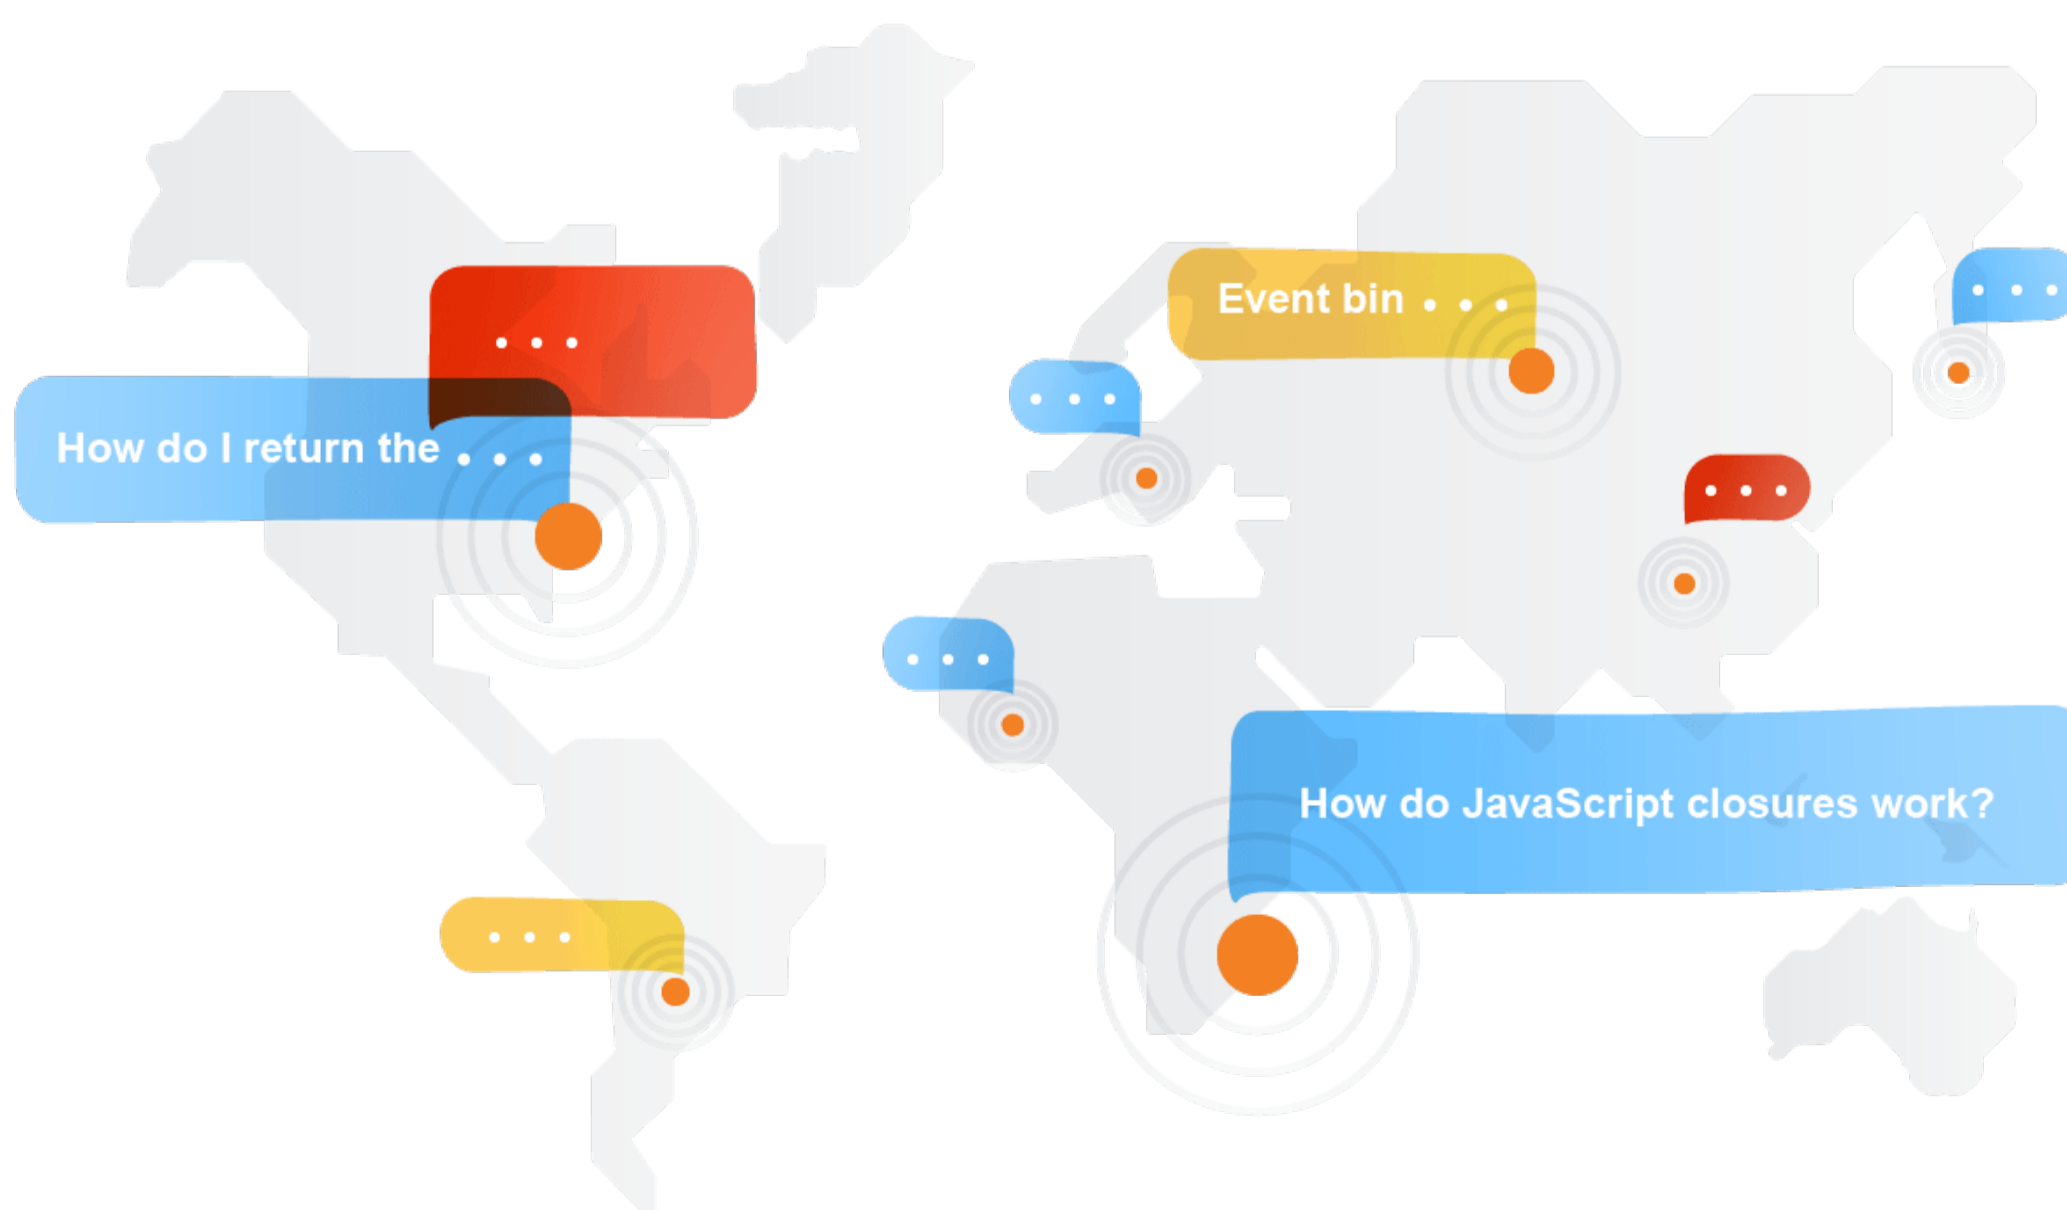 Event bin ...
How do I return the ...
How do JavaScript closures work?